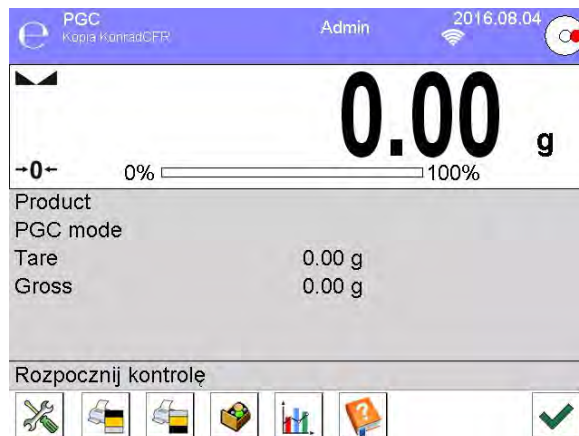 PGC Admin 2016.08.04
Kopia KonradCFR
0.00 g
→0← 0% 100%
Product
PGC mode
Tare 0.00 g
Gross 0.00 g
Rozpocznij kontrolę